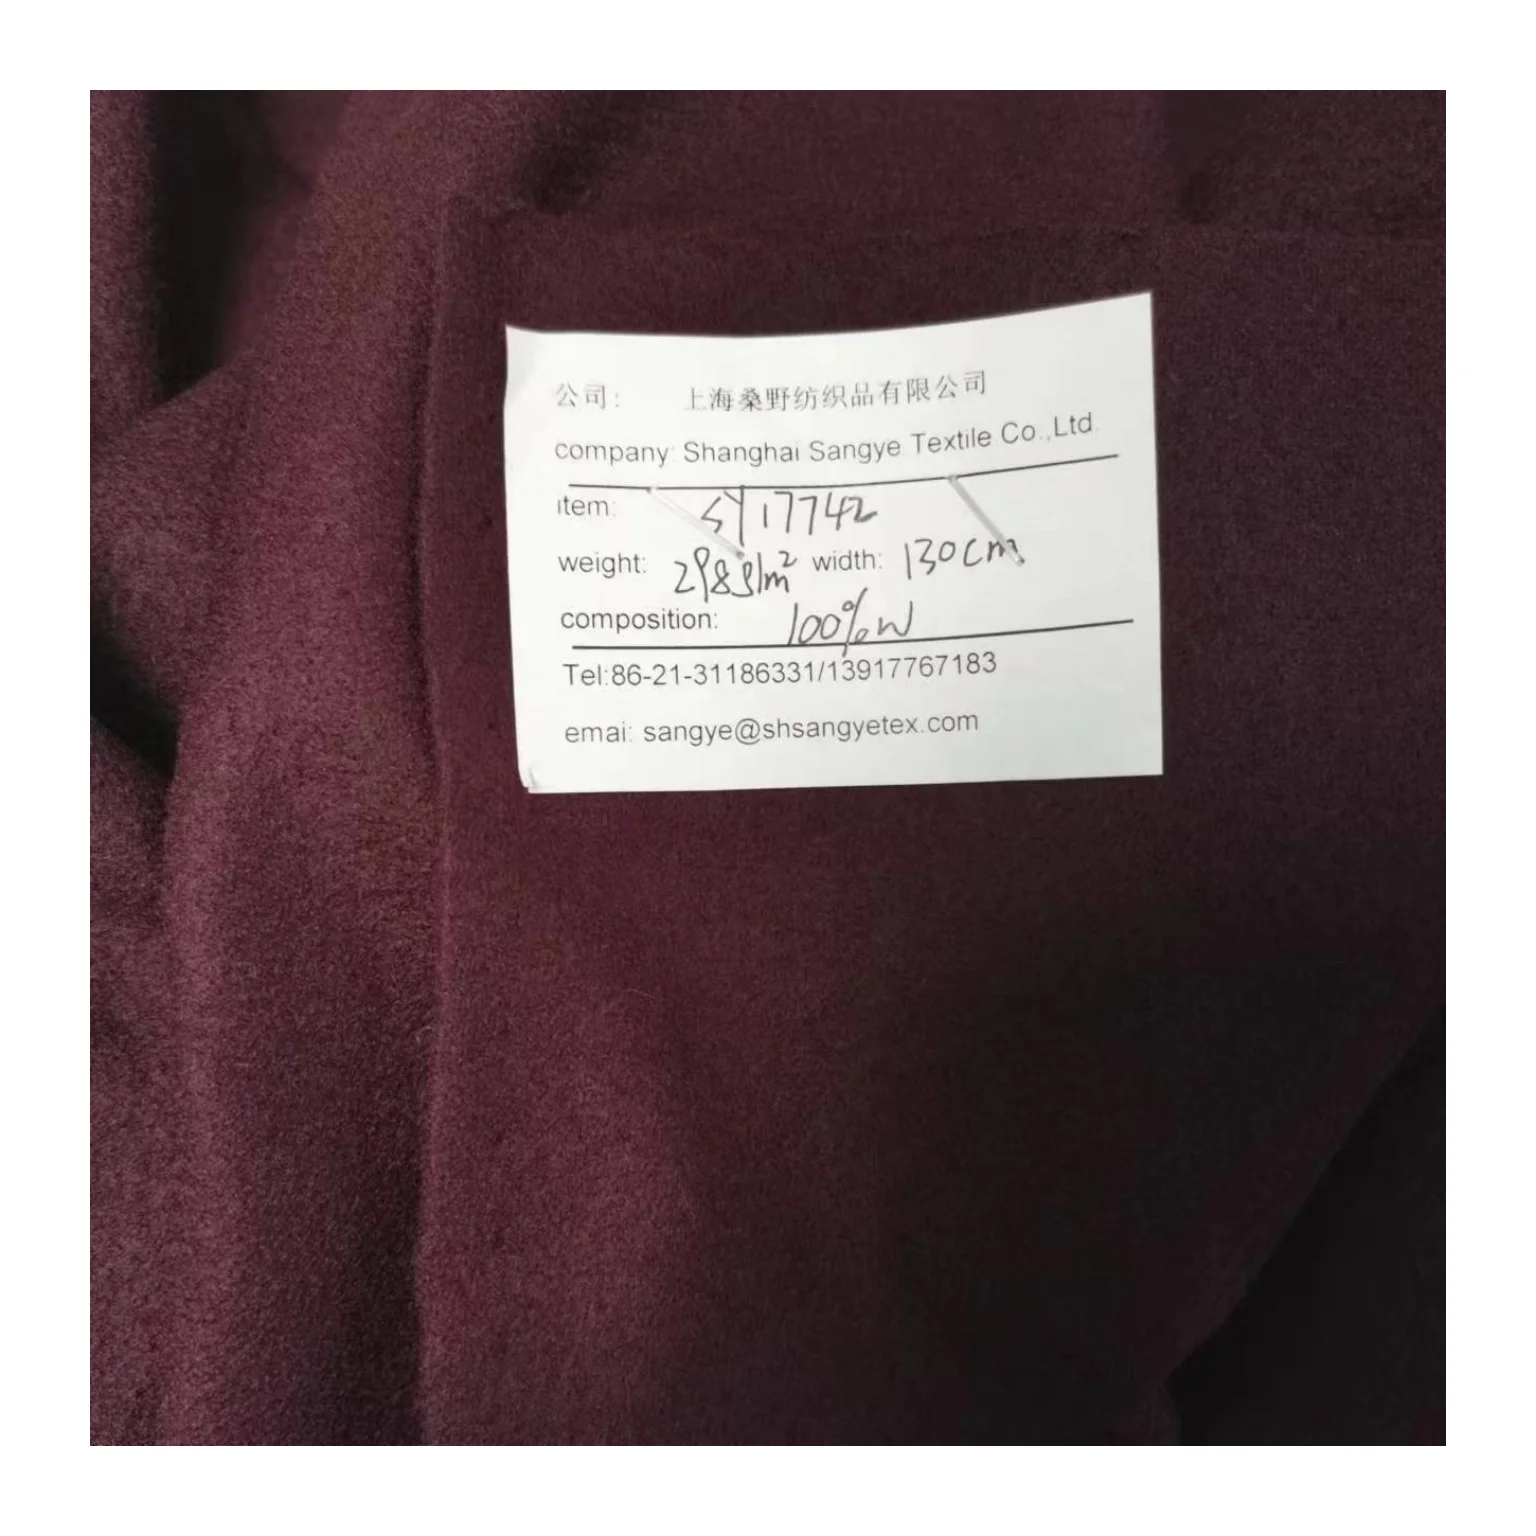 公司: 上海桑野纺织品有限公司
company: Shanghai Sangye Textile Co.,Ltd.
item: SY17742
weight: 298g/m² width: 130cm
composition: 100%W
Tel:86-21-31186331/13917767183
emai: sangye@shsangyetex.com